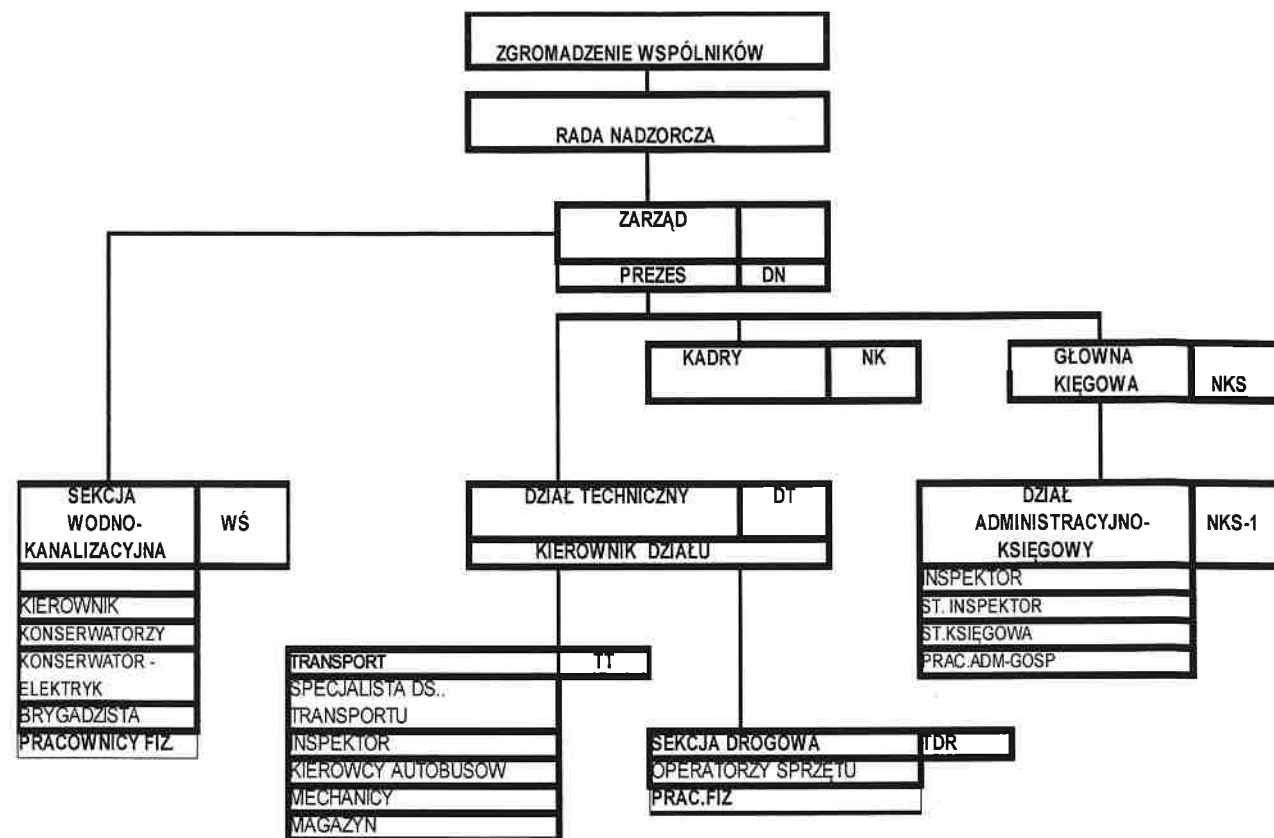 ZGROMADZENIE WSPÓLNIKÓW
RADA NADZORCZA
ZARZĄD
PREZES DN
KADRY NK
GŁOWNA
KIĘGOWA NKS
SEKCJA
WODNO-
KANALIZACYJNA WŚ
KIEROWNIK
KONSERWATORZY
KONSERWATOR -
ELEKTRYK
BRYGADZISTA
PRACOWNICY FIZ.
DZIAŁ TECHNICZNY DT
KIEROWNIK DZIAŁU
DZIAŁ
ADMINISTRACYJNO-
KSIĘGOWY NKS-1
INSPEKTOR
ST. INSPEKTOR
ST.KSIĘGOWA
PRAC.ADM-GOSP
TRANSPORT TT
SPECJALISTA DS..
TRANSPORTU
INSPEKTOR
KIEROWCY AUTOBUSOW
MECHANICY
MAGAZYN
SEKCJA DROGOWA TDR
OPERATORZY SPRZĘTU
PRAC.FIZ